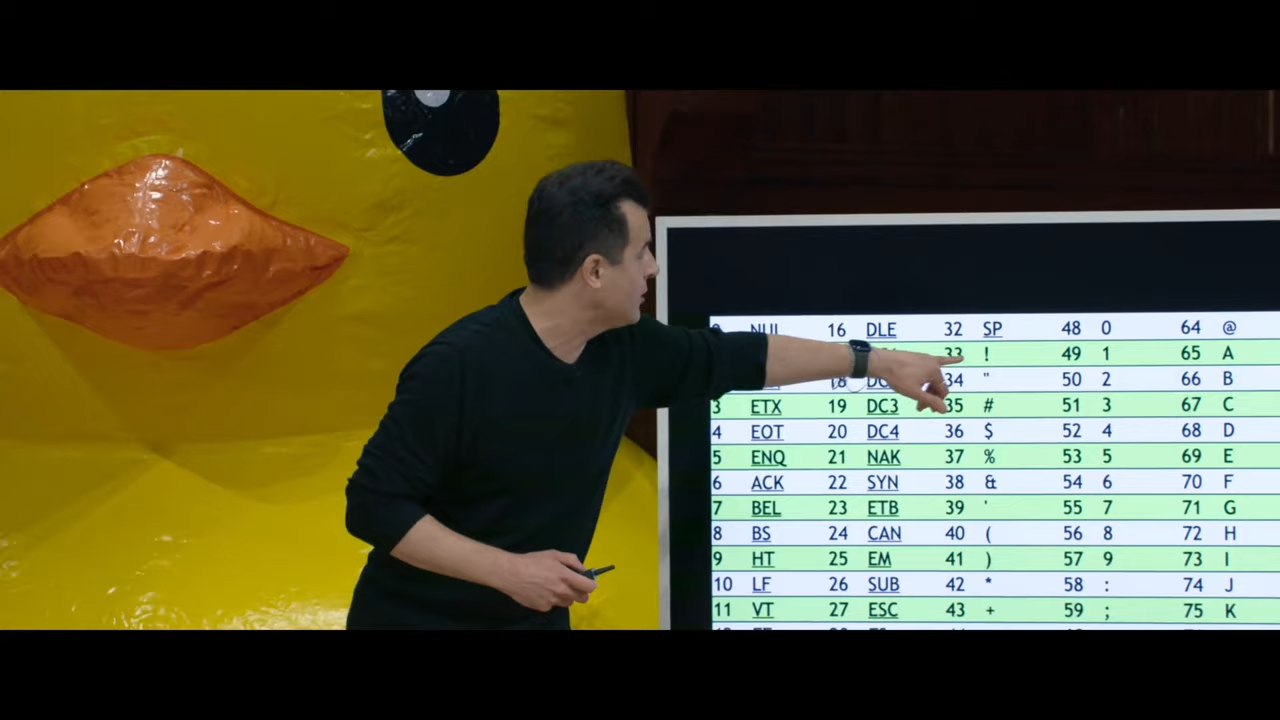 NUL 16 DLE 32 SP 48 0 64 @
33 ! 49 1 65 A
18 34 " 50 2 66 B
3 ETX 19 DC3 35 # 51 3 67 C
4 EOT 20 DC4 36 $ 52 4 68 D
5 ENQ 21 NAK 37 % 53 5 69 E
6 ACK 22 SYN 38 & 54 6 70 F
7 BEL 23 ETB 39 ' 55 7 71 G
8 BS 24 CAN 40 ( 56 8 72 H
9 HT 25 EM 41 ) 57 9 73 I
10 LF 26 SUB 42 * 58 : 74 J
11 VT 27 ESC 43 + 59 ; 75 K